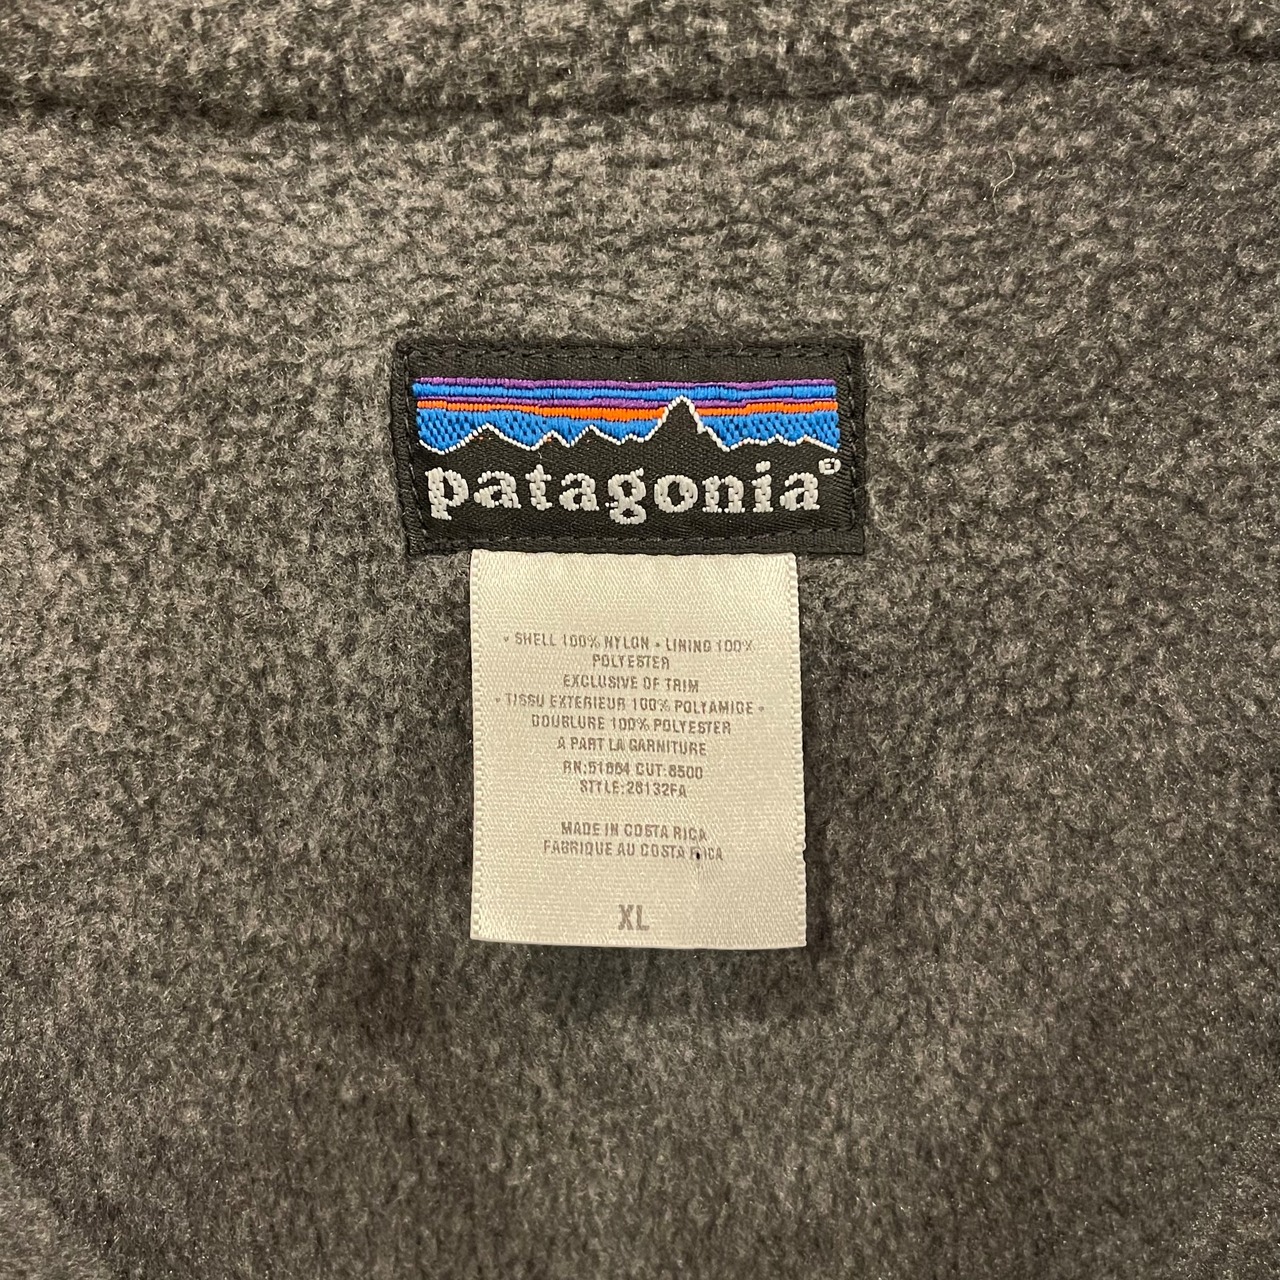 patagonia®
• SHELL 100% NYLON • LINING 100%
POLYESTER
EXCLUSIVE OF TRIM
• TISSU EXTERIEUR 100% POLYAMIDE •
DOUBLURE 100% POLYESTER
A PART LA GARNITURE
RN:51884 CUT:8500
STYLE:26132FA
MADE IN COSTA RICA
FABRIQUE AU COSTA RICA
XL